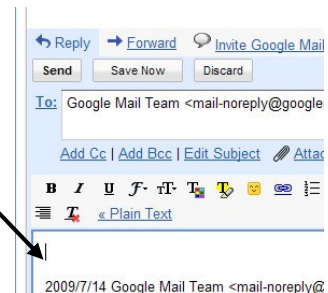 Reply Forward Invite Google Mail
Send Save Now Discard
To: Google Mail Team <mail-noreply@google
Add Cc | Add Bcc | Edit Subject Attac
B I U
« Plain Text
2009/7/14 Google Mail Team <mail-noreply@